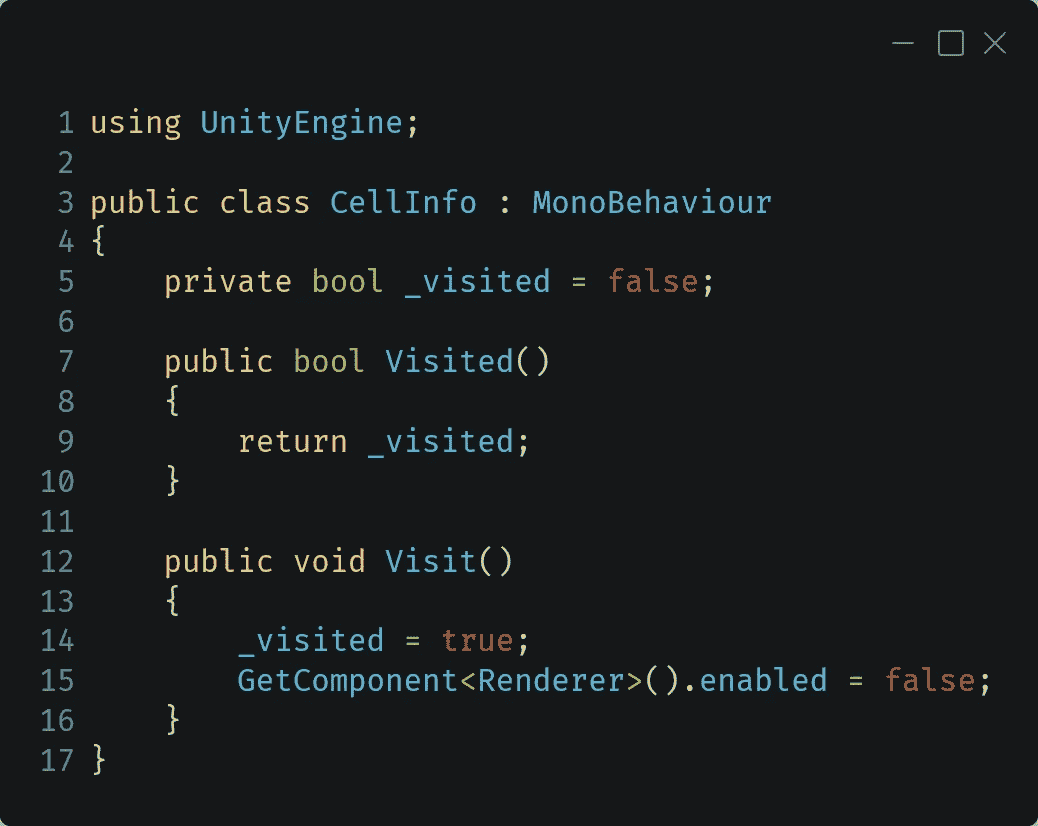 1 using UnityEngine;
2
3 public class CellInfo : MonoBehaviour
4 {
5     private bool _visited = false;
6
7     public bool Visited()
8     {
9         return _visited;
10     }
11
12     public void Visit()
13     {
14         _visited = true;
15         GetComponent<Renderer>().enabled = false;
16     }
17 }